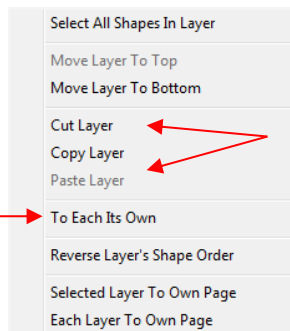 Select All Shapes In Layer
Move Layer To Top
Move Layer To Bottom
Cut Layer
Copy Layer
Paste Layer
To Each Its Own
Reverse Layer's Shape Order
Selected Layer To Own Page
Each Layer To Own Page